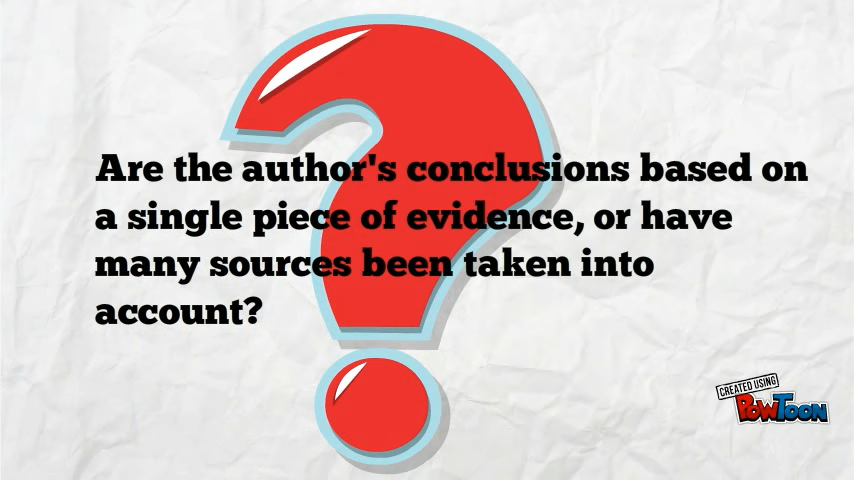 Are the author's conclusions based on
a single piece of evidence, or have
many sources been taken into
account?
CREATED USING
POWTOON